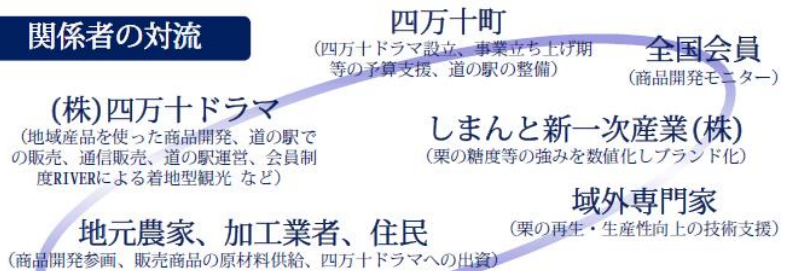 関係者の対流
四万十町
（四万十ドラマ設立、事業立ち上げ期
等の予算支援、道の駅の整備）
全国会員
（商品開発モニター）
(株)四万十ドラマ
（地域産品を使った商品開発、道の駅で
の販売、通信販売、道の駅運営、会員制
度RIVERによる着地型観光 など）
しまんと新一次産業(株)
（栗の糖度等の強みを数値化しブランド化）
域外専門家
（栗の再生・生産性向上の技術支援）
地元農家、加工業者、住民
（商品開発参画、販売商品の原材料供給、四万十ドラマへの出資）